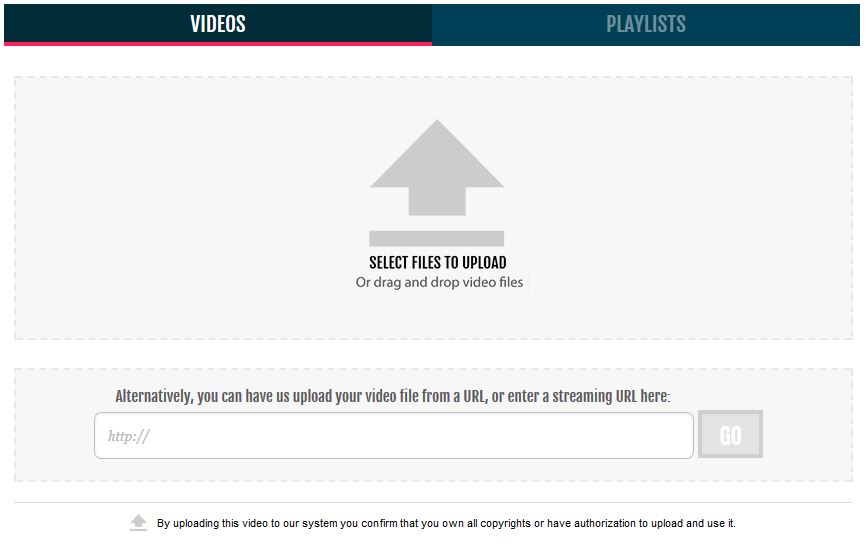 VIDEOS
PLAYLISTS
SELECT FILES TO UPLOAD
Or drag and drop video files
Alternatively, you can have us upload your video file from a URL, or enter a streaming URL here:
http://
GO
By uploading this video to our system you confirm that you own all copyrights or have authorization to upload and use it.